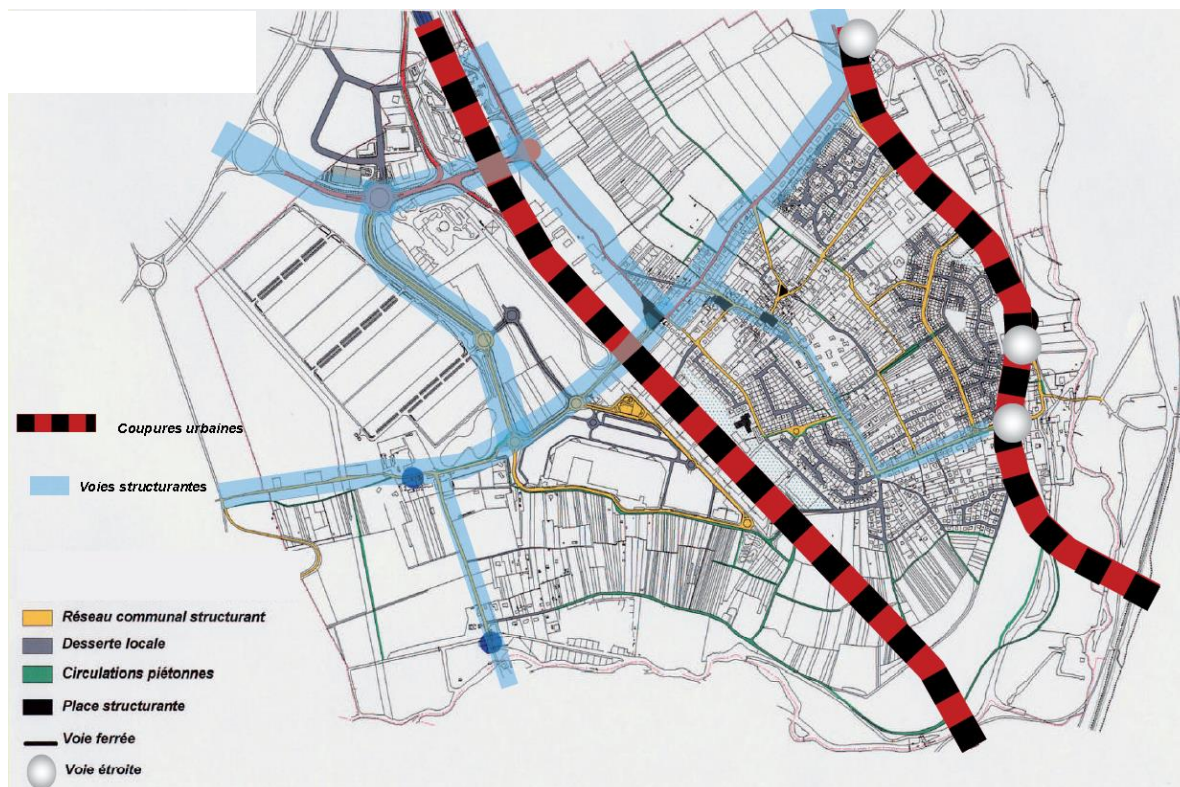 Coupures urbaines
Voies structurantes
Réseau communal structurant
Desserte locale
Circulations piétonnes
Place structurante
Voie ferrée
Voie étroite